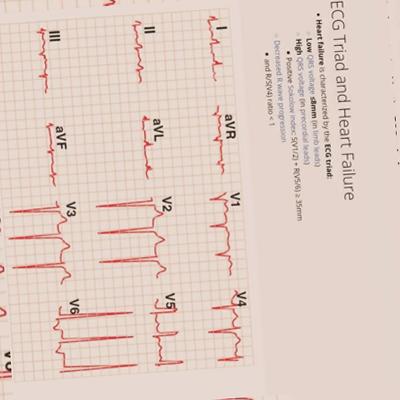 ECG Triad and Heart Failure
• Heart failure is characterized by the ECG triad:
○ Low QRS voltage ≤8mm (in limb leads)
○ High QRS voltage (in precordial leads)
▪ Positive Sokolow index: S(V1/2) + R(V5/6) ≥ 35mm
○ Decreased R wave progression
▪ and R/S(V4) ratio < 1
I
aVR
V1
V4
II
aVL
V2
V5
III
aVF
V3
V6